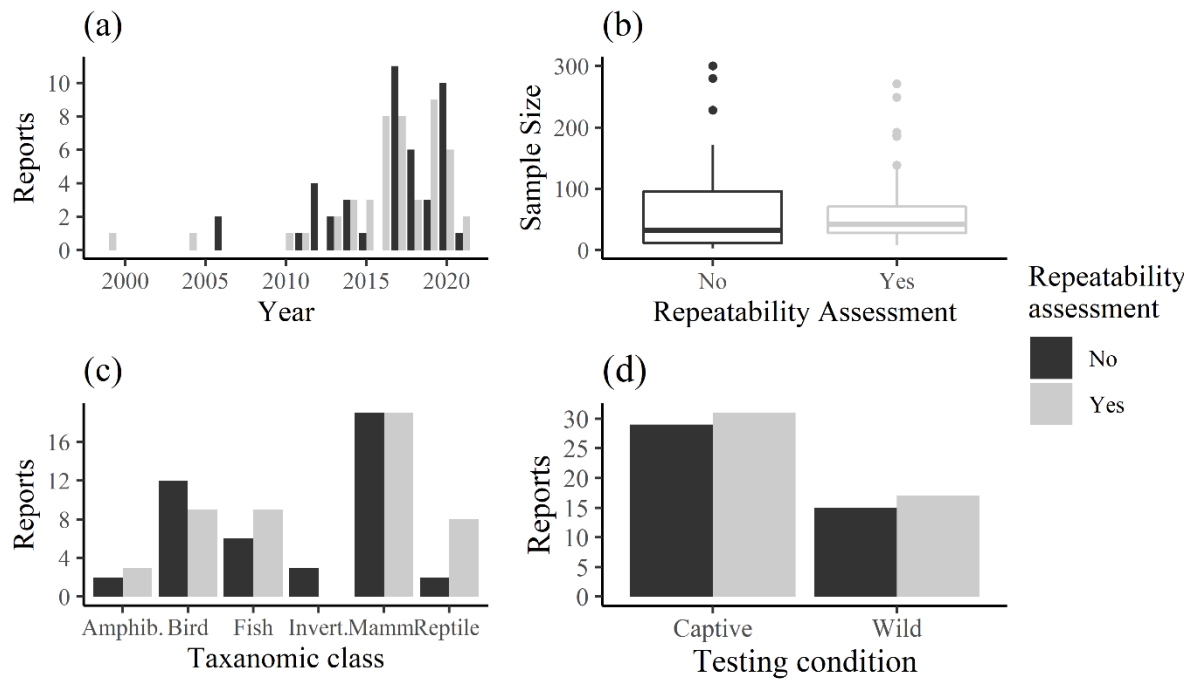 (a)
10
8
6
4
2
0
Reports
2000 2005 2010 2015 2020
Year
(b)
300
200
100
0
Sample Size
No Yes
Repeatability Assessment
Repeatability
assessment
No
Yes
(c)
16
12
8
4
0
Reports
Amphib. Bird Fish Invert. Mamm Reptile
Taxanomic class
(d)
30
25
20
15
10
5
0
Reports
Captive Wild
Testing condition